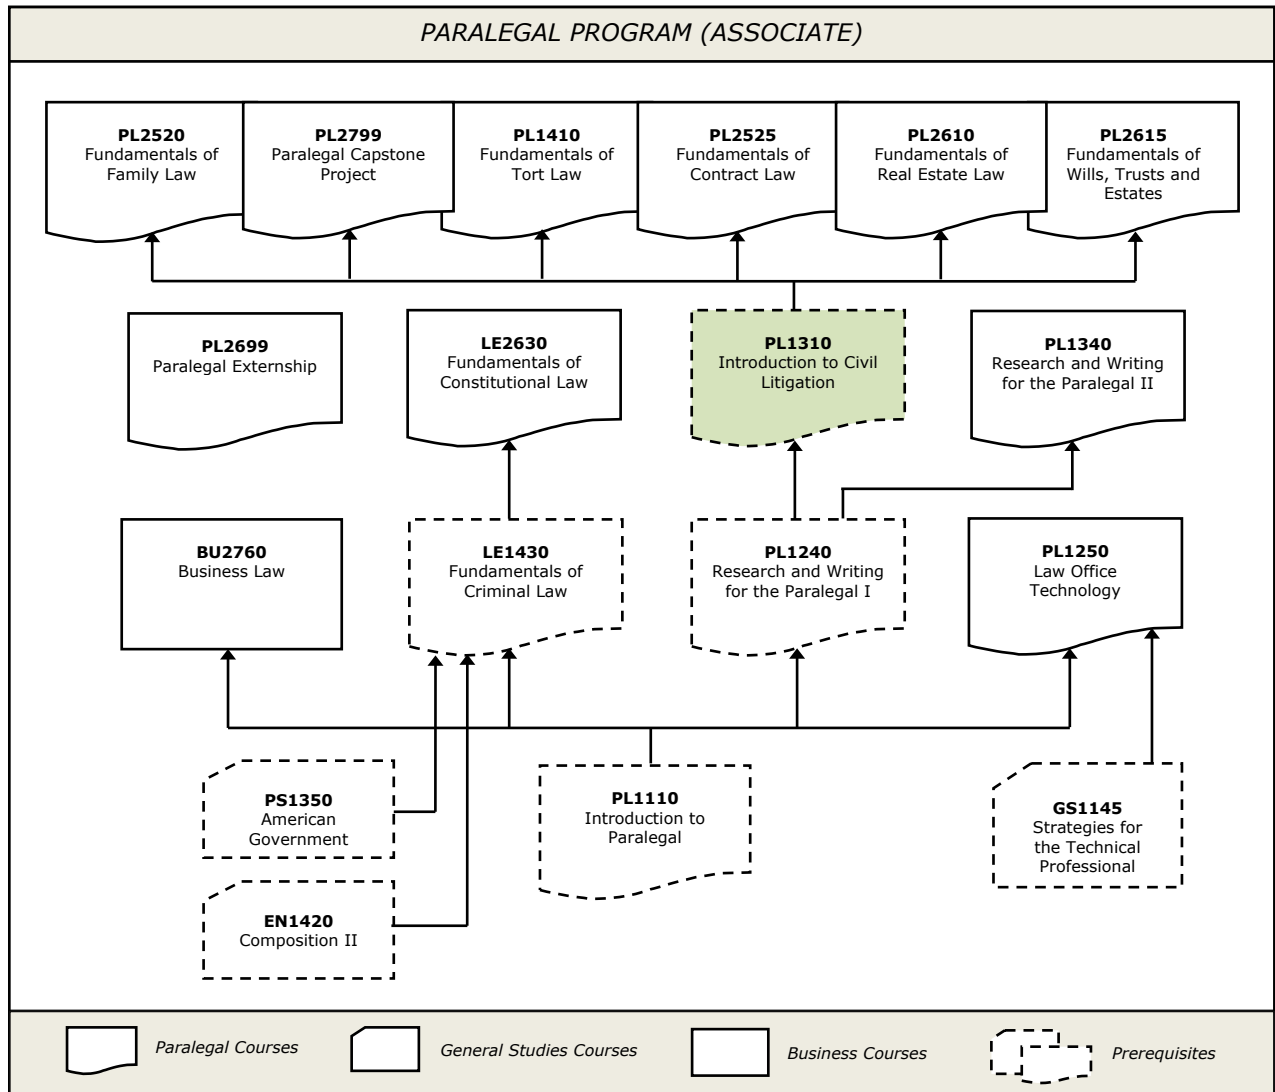 PARALEGAL PROGRAM (ASSOCIATE)
PL2520
Fundamentals of
Family Law
PL2799
Paralegal Capstone
Project
PL1410
Fundamentals of
Tort Law
PL2525
Fundamentals of
Contract Law
PL2610
Fundamentals of
Real Estate Law
PL2615
Fundamentals of
Wills, Trusts and
Estates
PL2699
Paralegal Externship
LE2630
Fundamentals of
Constitutional Law
PL1310
Introduction to Civil
Litigation
PL1340
Research and Writing
for the Paralegal II
BU2760
Business Law
LE1430
Fundamentals of
Criminal Law
PL1240
Research and Writing
for the Paralegal I
PL1250
Law Office
Technology
PS1350
American
Government
PL1110
Introduction to
Paralegal
GS1145
Strategies for
the Technical
Professional
EN1420
Composition II
Paralegal Courses
General Studies Courses
Business Courses
Prerequisites